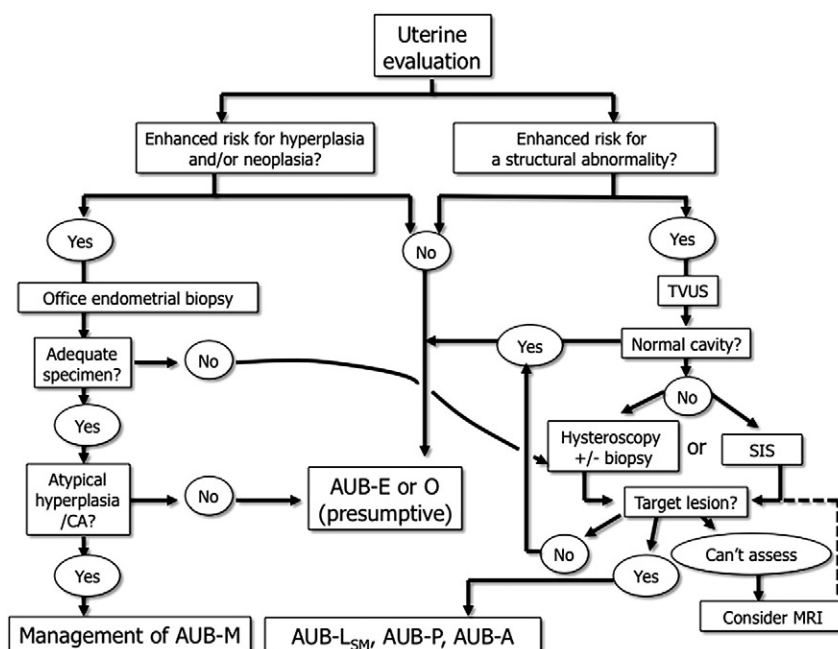 Uterine
evaluation
Enhanced risk for hyperplasia
and/or neoplasia?
Enhanced risk for
a structural abnormality?
Yes
No
Yes
Office endometrial biopsy
TVUS
Adequate
specimen?
No
Yes
Normal cavity?
No
Yes
Hysteroscopy
+/- biopsy
or
SIS
Atypical
hyperplasia
/CA?
No
AUB-E or O
(presumptive)
Target lesion?
No
Yes
Can't assess
Yes
Consider MRI
Management of AUB-M
AUB-LSM, AUB-P, AUB-A